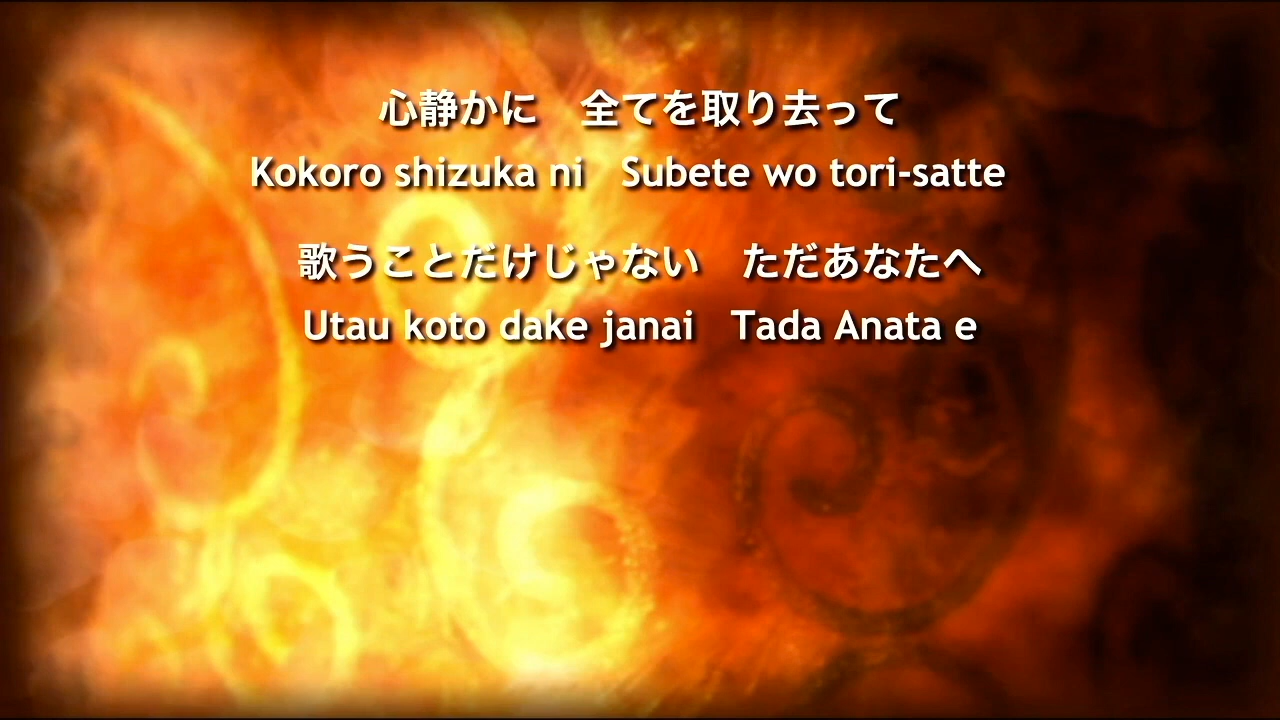 心静かに　全てを取り去って
Kokoro shizuka ni　Subete wo tori-satte
歌うことだけじゃない　ただあなたへ
Utau koto dake janai　Tada Anata e